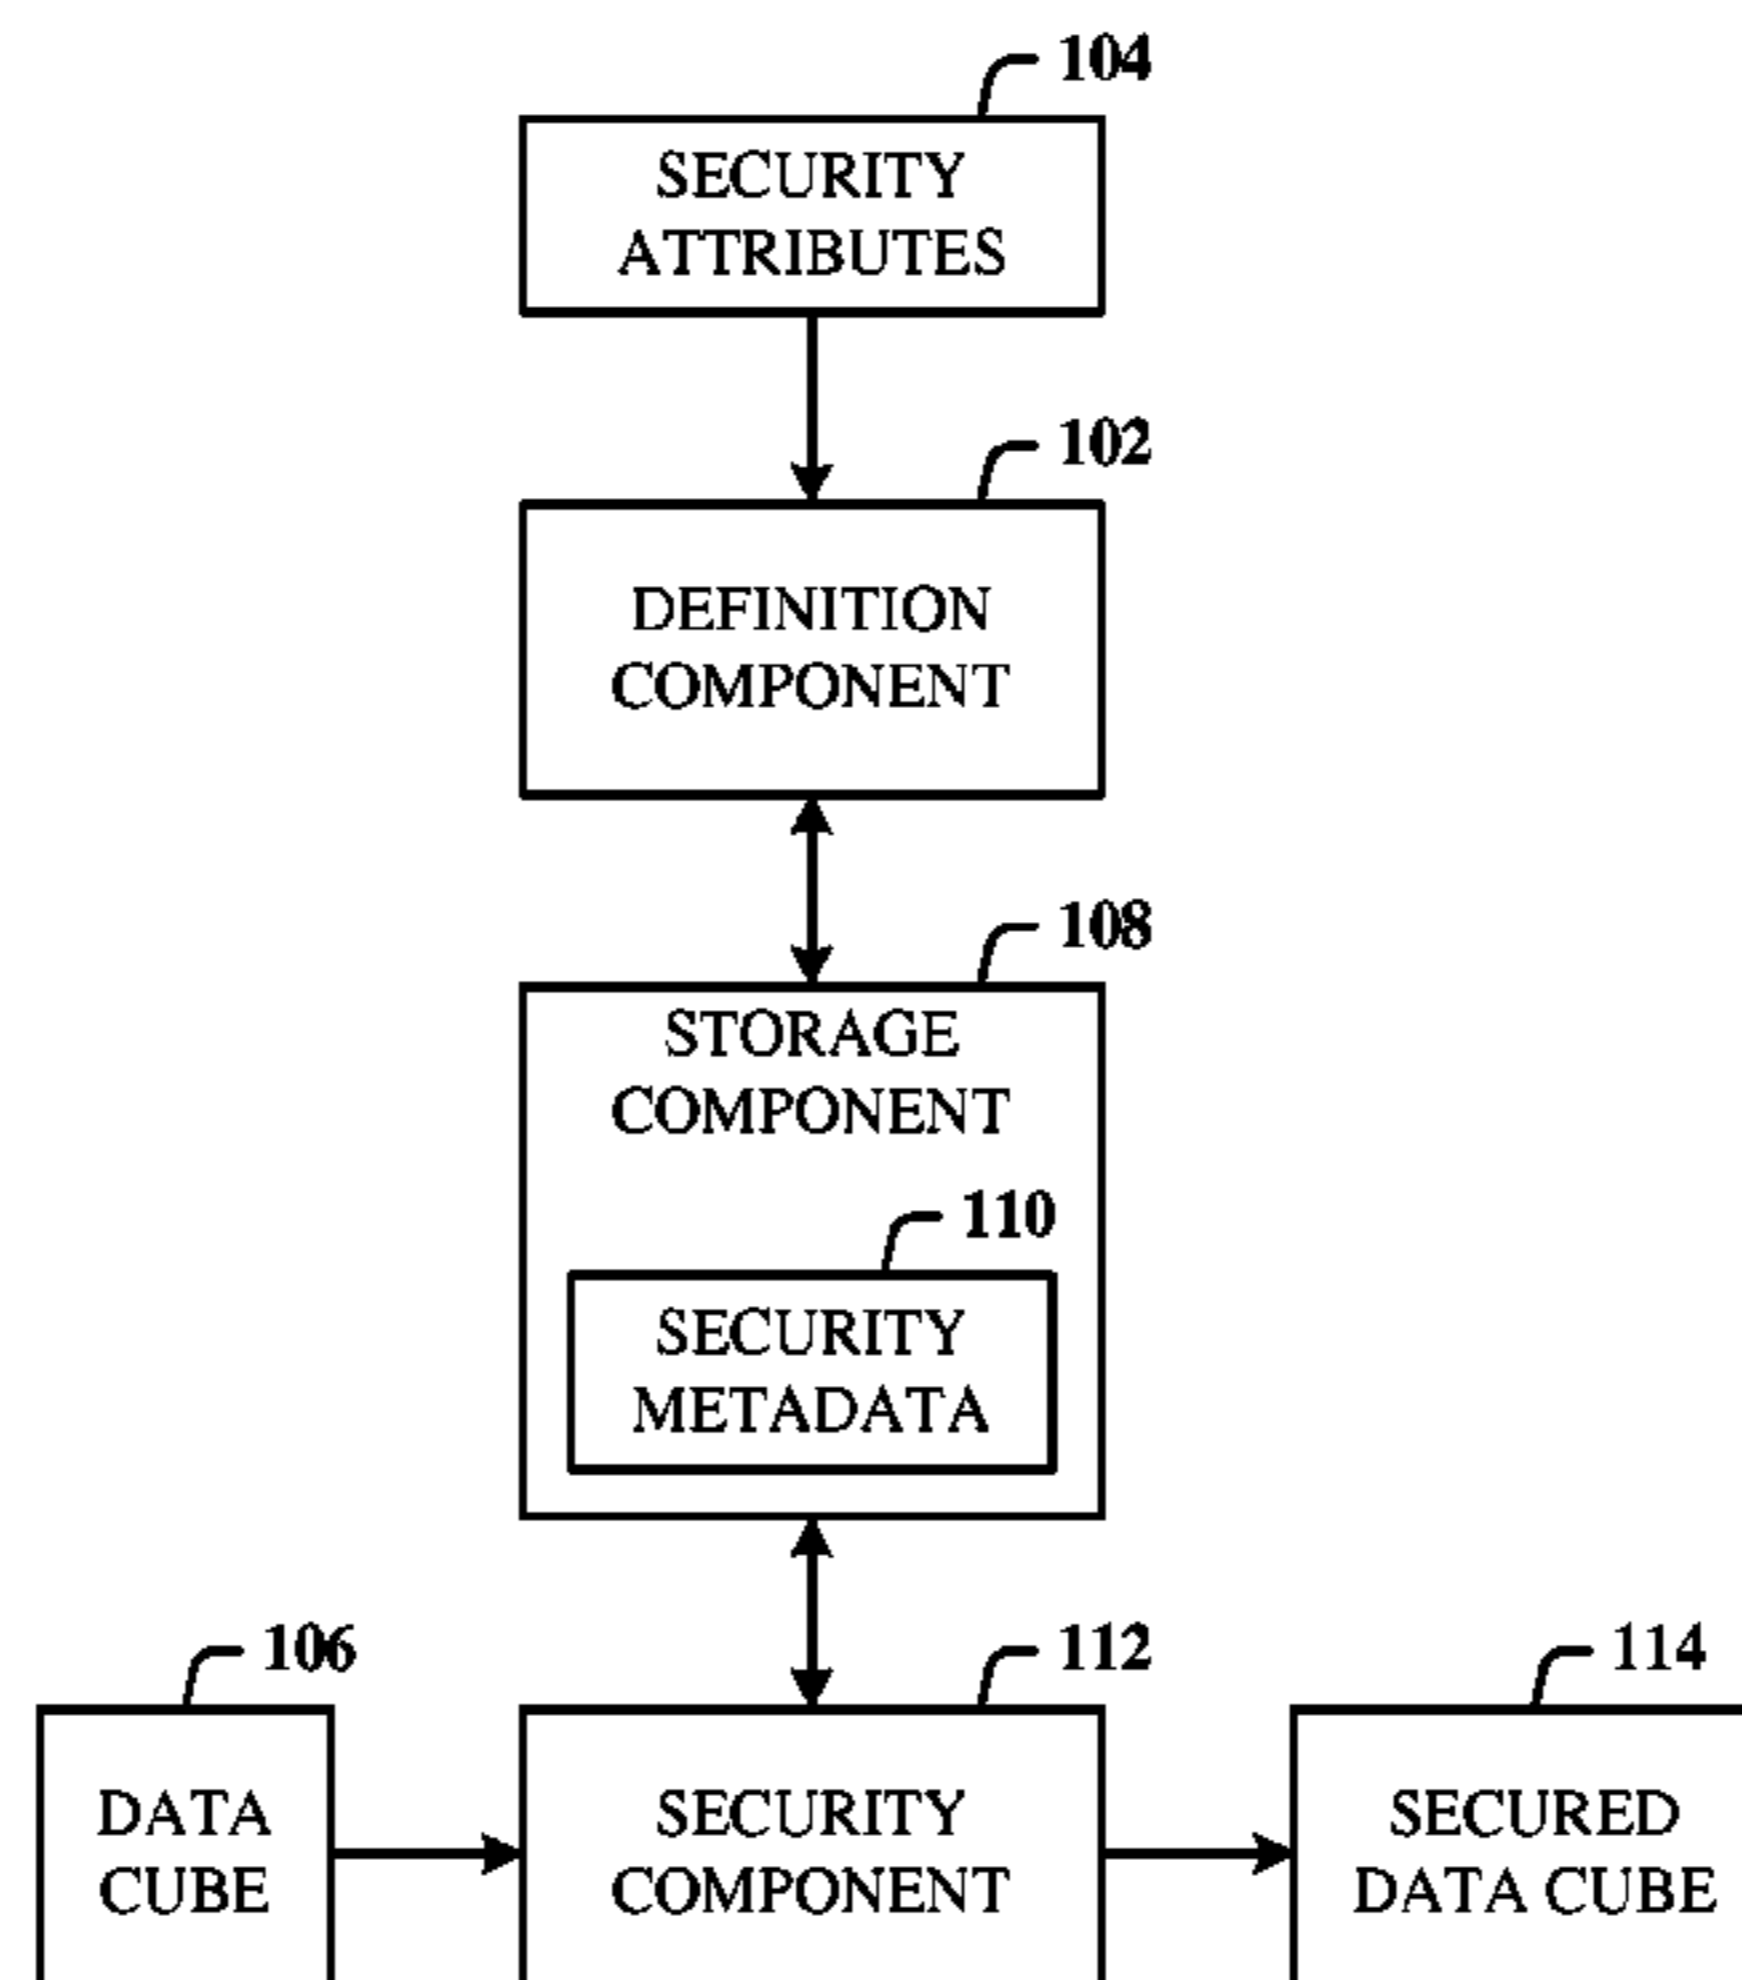 104
SECURITY
ATTRIBUTES
102
DEFINITION
COMPONENT
108
STORAGE
COMPONENT
110
SECURITY
METADATA
106
DATA
CUBE
112
SECURITY
COMPONENT
114
SECURED
DATA CUBE